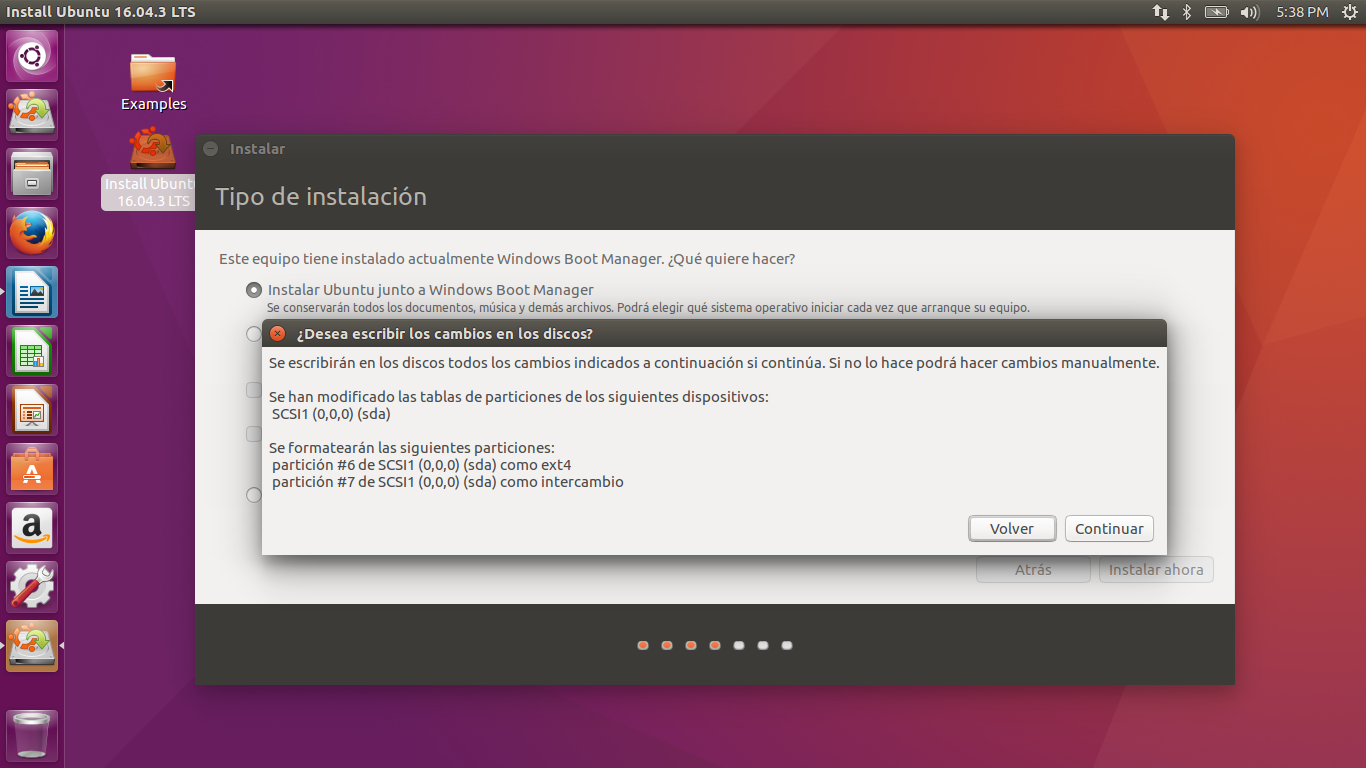 Install Ubuntu 16.04.3 LTS
5:38 PM
Examples
Install Ubunt
16.04.3 LTS
Instalar
Tipo de instalación
Este equipo tiene instalado actualmente Windows Boot Manager. ¿Qué quiere hacer?
Instalar Ubuntu junto a Windows Boot Manager
Se conservarán todos los documentos, música y demás archivos. Podrá elegir qué sistema operativo iniciar cada vez que arranque su equipo.
¿Desea escribir los cambios en los discos?
Se escribirán en los discos todos los cambios indicados a continuación si continúa. Si no lo hace podrá hacer cambios manualmente.
Se han modificado las tablas de particiones de los siguientes dispositivos:
SCSI1 (0,0,0) (sda)
Se formatearán las siguientes particiones:
partición #6 de SCSI1 (0,0,0) (sda) como ext4
partición #7 de SCSI1 (0,0,0) (sda) como intercambio
Volver
Continuar
Atrás
Instalar ahora